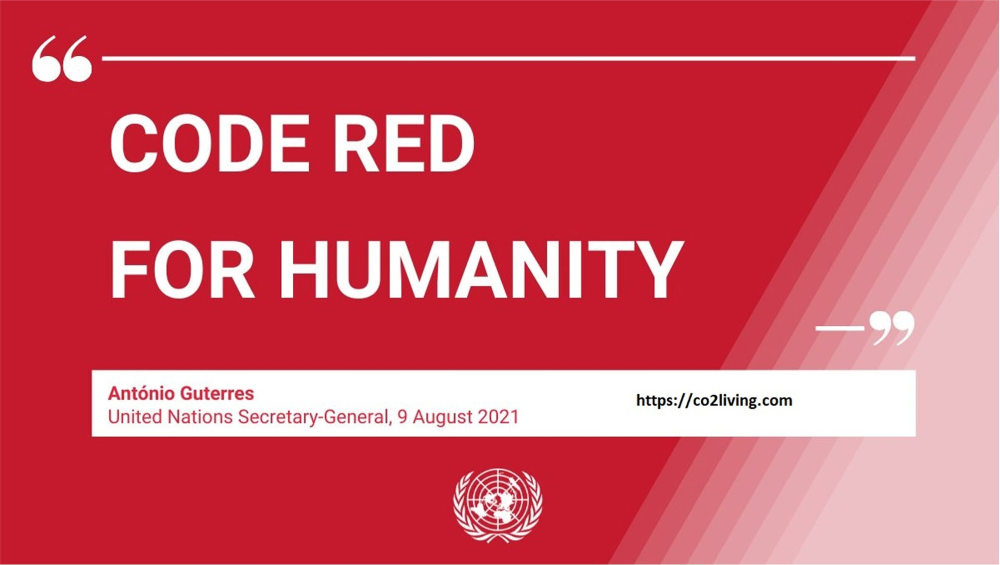 “
CODE RED
FOR HUMANITY
”
António Guterres
United Nations Secretary-General, 9 August 2021
https://co2living.com